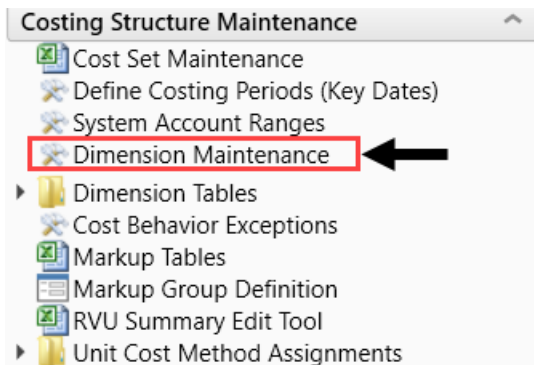 Costing Structure Maintenance
Cost Set Maintenance
Define Costing Periods (Key Dates)
System Account Ranges
Dimension Maintenance
Dimension Tables
Cost Behavior Exceptions
Markup Tables
Markup Group Definition
RVU Summary Edit Tool
Unit Cost Method Assignments